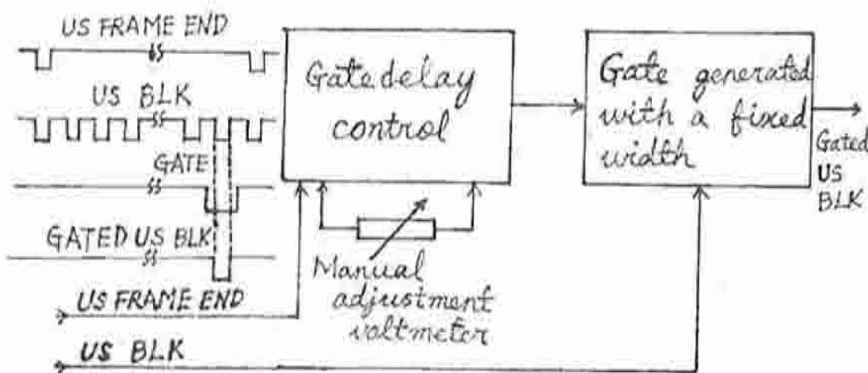 US FRAME END
US BLK
GATE
GATED US BLK
US FRAME END
US BLK
Gate delay
control
Manual
adjustment
voltmeter
Gate generated
with a fixed
width
Gated
US
BLK